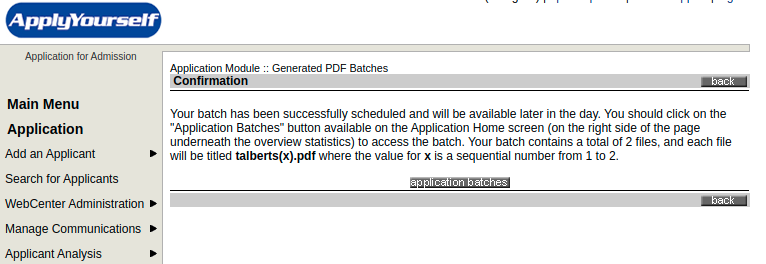 ApplyYourself
Application for Admission
Main Menu
Application
Add an Applicant
Search for Applicants
WebCenter Administration
Manage Communications
Applicant Analysis
Application Module :: Generated PDF Batches
Confirmation
back
Your batch has been successfully scheduled and will be available later in the day. You should click on the
"Application Batches" button available on the Application Home screen (on the right side of the page
underneath the overview statistics) to access the batch. Your batch contains a total of 2 files, and each file
will be titled talberts(x).pdf where the value for x is a sequential number from 1 to 2.
application batches
back